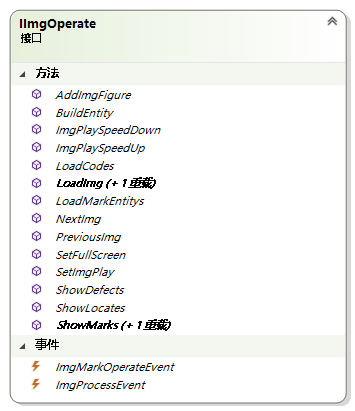 IImgOperate
接口
方法
AddImgFigure
BuildEntity
ImgPlaySpeedDown
ImgPlaySpeedUp
LoadCodes
LoadImg (+ 1 重载)
LoadMarkEntitys
NextImg
PreviousImg
SetFullScreen
SetImgPlay
ShowDefects
ShowLocates
ShowMarks (+ 1 重载)
事件
ImgMarkOperateEvent
ImgProcessEvent